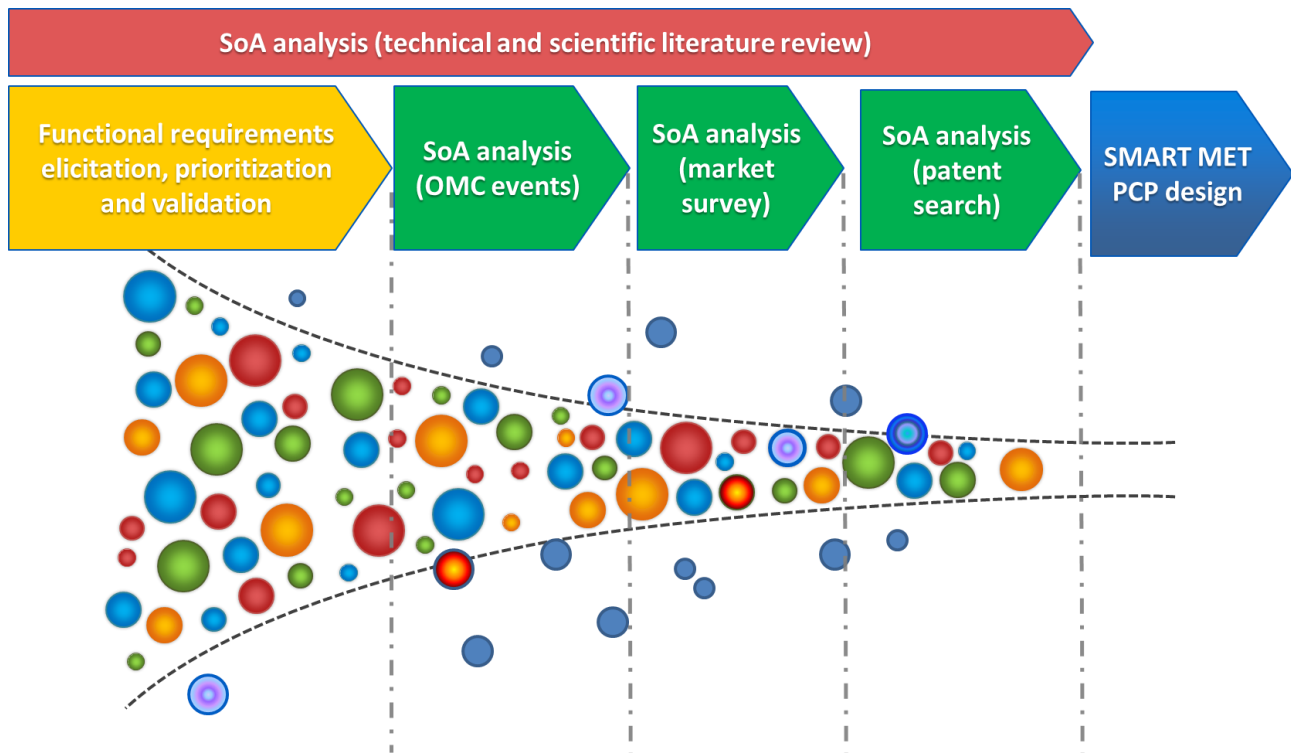 SoA analysis (technical and scientific literature review)
Functional requirements
elicitation, prioritization
and validation
SoA analysis
(OMC events)
SoA analysis
(market
survey)
SoA analysis
(patent
search)
SMART MET
PCP design